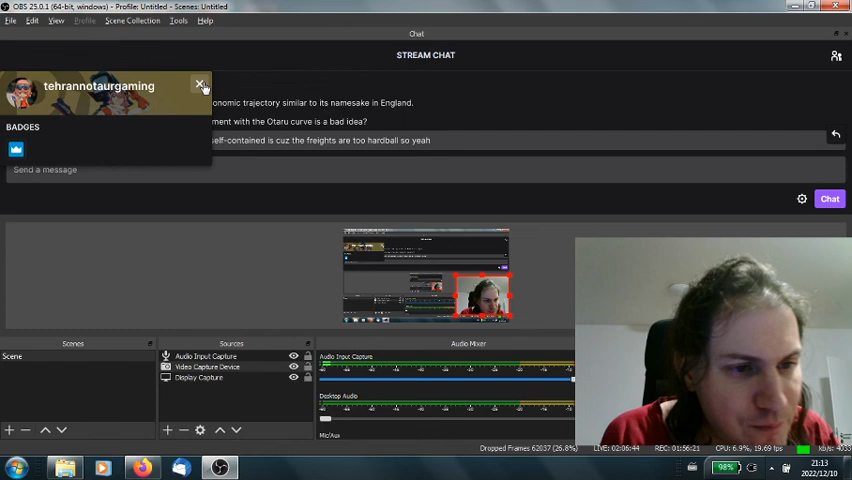 OBS 25.0.1 (64-bit, windows) - Profile: Untitled - Scenes: Untitled
File Edit View Profile Scene Collection Tools Help
Chat
STREAM CHAT
tehrannotaurgaming
BADGES
onomic trajectory similar to its namesake in England.
ment with the Otaru curve is a bad idea?
self-contained is cuz the freights are too hardball so yeah
Send a message
Chat
Scenes
Scene
Sources
Audio Input Capture
Video Capture Device
Display Capture
Audio Mixer
Audio Input Capture
Desktop Audio
Mic/Aux
Dropped Frames 62037 (26.8%) LIVE: 02:06:44 REC: 01:56:21 CPU: 6.9%, 19.69 fps kb/s: 4033
98%
21:13
2022/12/10